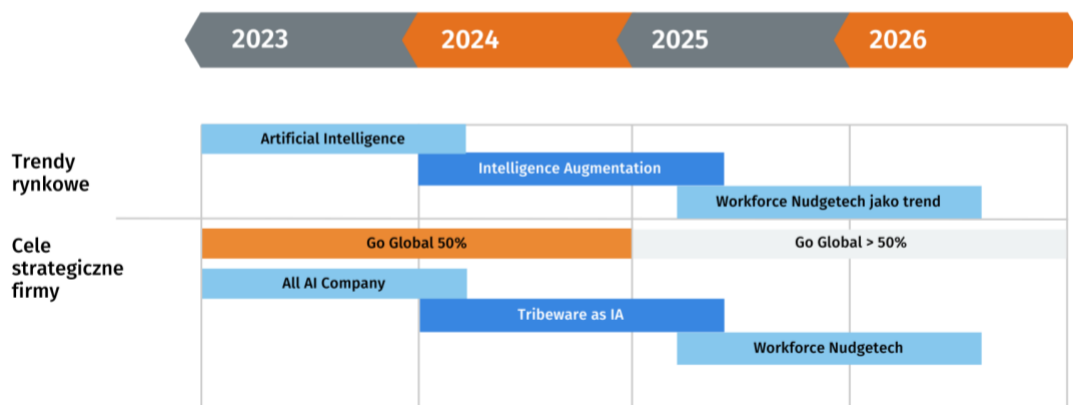 2023
2024
2025
2026
Trendy
rynkowe
Artificial Intelligence
Intelligence Augmentation
Workforce Nudgetech jako trend
Cele
strategiczne
firmy
Go Global 50%
Go Global > 50%
All AI Company
Tribeware as IA
Workforce Nudgetech